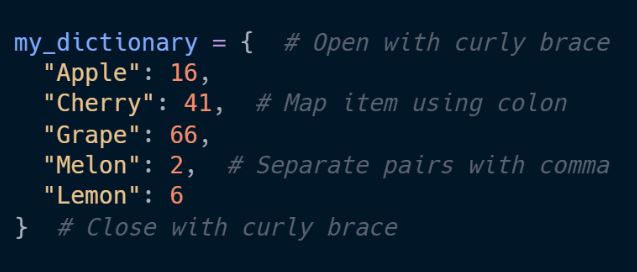 my_dictionary = {  # Open with curly brace
  "Apple": 16,
  "Cherry": 41,  # Map item using colon
  "Grape": 66,
  "Melon": 2,  # Separate pairs with comma
  "Lemon": 6
}  # Close with curly brace